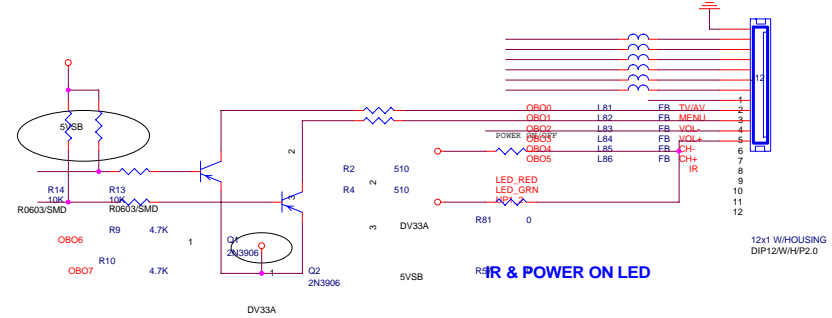 12
1
OBO0 L81 FB TV/AV
2
OBO1 L82 FB MENU
3
5VSB
OBO2 L83 FB VOL-
4
POWER ON/OFF
OBO3 L84 FB VOL+
5
OBO4 L85 FB CH-
6
2
OBO5 L86 FB CH+
7
R2 510
IR
8
LED_RED
9
R14 R13
2
R4 510
LED_GRN
10
10K 10K
3
11
R0603/SMD R0603/SMD
12
R81 0
DV33A
3
R9 4.7K
OBO6
1
Q1
12x1 W/HOUSING
2N3906
DIP12/W/H/P2.0
R10
OBO7 4.7K
1
Q2
5VSB
IR & POWER ON LED
2N3906
DV33A